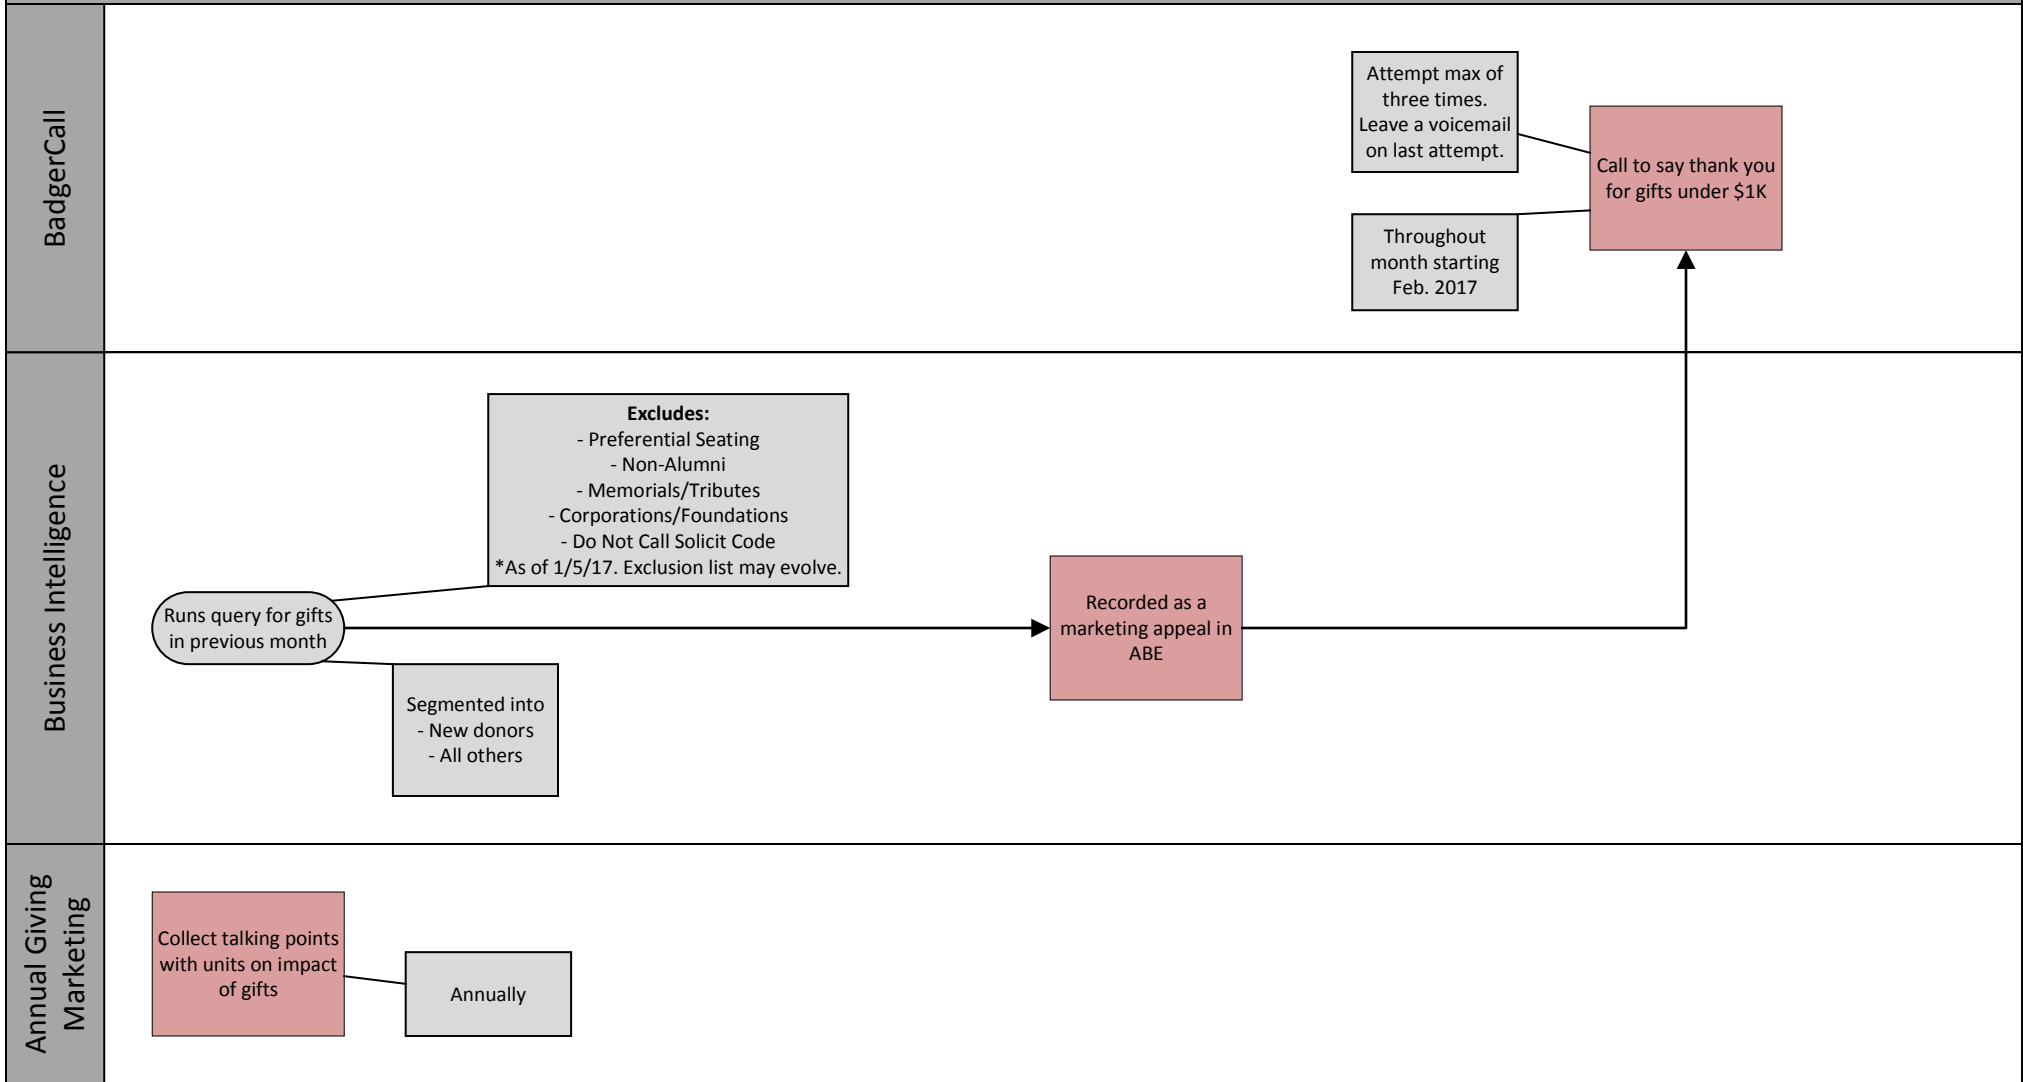 BadgerCall
Attempt max of
three times.
Leave a voicemail
on last attempt.
Call to say thank you
for gifts under $1K
Throughout
month starting
Feb. 2017
Business Intelligence
Excludes:
- Preferential Seating
- Non-Alumni
- Memorials/Tributes
- Corporations/Foundations
- Do Not Call Solicit Code
*As of 1/5/17. Exclusion list may evolve.
Runs query for gifts
in previous month
Recorded as a
marketing appeal in
ABE
Segmented into
- New donors
- All others
Annual Giving
Marketing
Collect talking points
with units on impact
of gifts
Annually